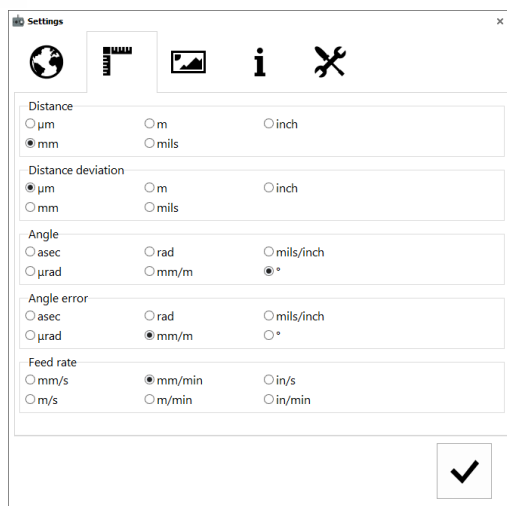 Settings
Distance
µm m inch
mm mils
Distance deviation
µm m inch
mm mils
Angle
asec rad mils/inch
µrad mm/m °
Angle error
asec rad mils/inch
µrad mm/m °
Feed rate
mm/s mm/min in/s
m/s m/min in/min